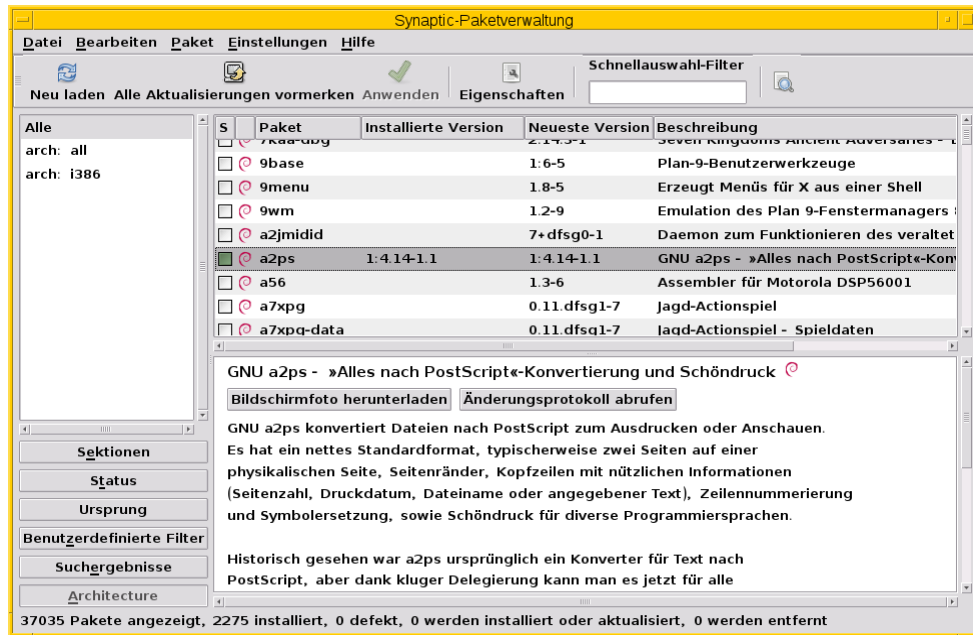 Synaptic-Paketverwaltung
Datei Bearbeiten Paket Einstellungen Hilfe
Neu laden Alle Aktualisierungen vormerken Anwenden Eigenschaften
Schnellauswahl-Filter
Alle
arch: all
arch: i386
Sektionen
Status
Ursprung
Benutzerdefinierte Filter
Suchergebnisse
Architecture
S Paket Installierte Version Neueste Version Beschreibung
7kaa-dbg 2.14.5-1 Seven Kingdoms Ancient Adversaries -
9base 1:6-5 Plan-9-Benutzerwerkzeuge
9menu 1.8-5 Erzeugt Menüs für X aus einer Shell
9wm 1.2-9 Emulation des Plan 9-Fenstermanagers
a2jmidid 7+dfsg0-1 Daemon zum Funktionieren des veraltet
a2ps 1:4.14-1.1 1:4.14-1.1 GNU a2ps - »Alles nach PostScript«-Kon
a56 1.3-6 Assembler für Motorola DSP56001
a7xpg 0.11.dfsg1-7 Jagd-Actionspiel
a7xpg-data 0.11.dfsg1-7 Jagd-Actionspiel - Spieldaten
GNU a2ps - »Alles nach PostScript«-Konvertierung und Schöndruck
Bildschirmfoto herunterladen Änderungsprotokoll abrufen
GNU a2ps konvertiert Dateien nach PostScript zum Ausdrucken oder Anschauen.
Es hat ein nettes Standardformat, typischerweise zwei Seiten auf einer
physikalischen Seite, Seitenränder, Kopfzeilen mit nützlichen Informationen
(Seitenzahl, Druckdatum, Dateiname oder angegebener Text), Zeilennummerierung
und Symbolersetzung, sowie Schöndruck für diverse Programmiersprachen.
Historisch gesehen war a2ps ursprünglich ein Konverter für Text nach
PostScript, aber dank kluger Delegierung kann man es jetzt für alle
37035 Pakete angezeigt, 2275 installiert, 0 defekt, 0 werden installiert oder aktualisiert, 0 werden entfernt